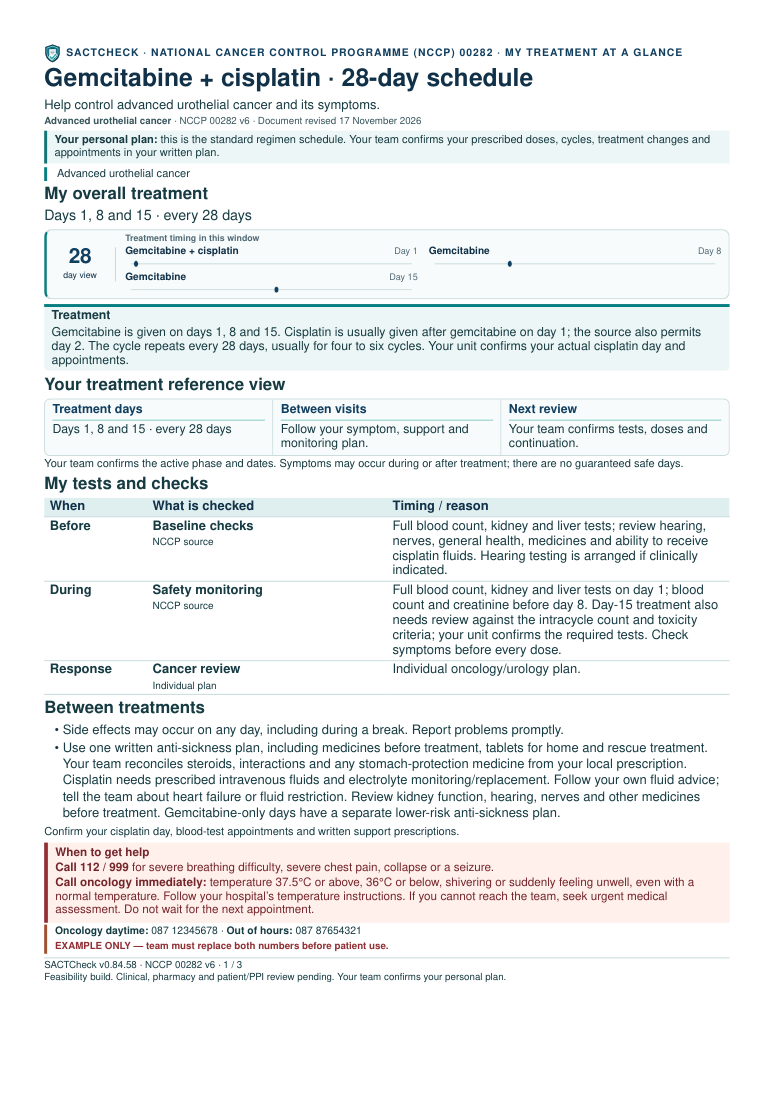 SACTCHECK · NATIONAL CANCER CONTROL PROGRAMME (NCCP) 00282 · MY TREATMENT AT A GLANCE
Gemcitabine + cisplatin · 28-day schedule
Help control advanced urothelial cancer and its symptoms.
Advanced urothelial cancer · NCCP 00282 v6 · Document revised 17 November 2026
Your personal plan: this is the standard regimen schedule. Your team confirms your prescribed doses, cycles, treatment changes and
appointments in your written plan.
Advanced urothelial cancer
My overall treatment
Days 1, 8 and 15 · every 28 days
28
day view
Treatment timing in this window
Gemcitabine + cisplatin Day 1
Gemcitabine Day 8
Gemcitabine Day 15
Treatment
Gemcitabine is given on days 1, 8 and 15. Cisplatin is usually given after gemcitabine on day 1; the source also permits
day 2. The cycle repeats every 28 days, usually for four to six cycles. Your unit confirms your actual cisplatin day and
appointments.
Your treatment reference view
Treatment days
Days 1, 8 and 15 · every 28 days
Between visits
Follow your symptom, support and
monitoring plan.
Next review
Your team confirms tests, doses and
continuation.
Your team confirms the active phase and dates. Symptoms may occur during or after treatment; there are no guaranteed safe days.
My tests and checks
When What is checked Timing / reason
Before
Baseline checks
NCCP source
Full blood count, kidney and liver tests; review hearing,
nerves, general health, medicines and ability to receive
cisplatin fluids. Hearing testing is arranged if clinically
indicated.
During
Safety monitoring
NCCP source
Full blood count, kidney and liver tests on day 1; blood
count and creatinine before day 8. Day-15 treatment also
needs review against the intracycle count and toxicity
criteria; your unit confirms the required tests. Check
symptoms before every dose.
Response
Cancer review
Individual plan
Individual oncology/urology plan.
Between treatments
• Side effects may occur on any day, including during a break. Report problems promptly.
• Use one written anti-sickness plan, including medicines before treatment, tablets for home and rescue treatment.
Your team reconciles steroids, interactions and any stomach-protection medicine from your local prescription.
Cisplatin needs prescribed intravenous fluids and electrolyte monitoring/replacement. Follow your own fluid advice;
tell the team about heart failure or fluid restriction. Review kidney function, hearing, nerves and other medicines
before treatment. Gemcitabine-only days have a separate lower-risk anti-sickness plan.
Confirm your cisplatin day, blood-test appointments and written support prescriptions.
When to get help
Call 112 / 999 for severe breathing difficulty, severe chest pain, collapse or a seizure.
Call oncology immediately: temperature 37.5°C or above, 36°C or below, shivering or suddenly feeling unwell, even with a
normal temperature. Follow your hospital's temperature instructions. If you cannot reach the team, seek urgent medical
assessment. Do not wait for the next appointment.
Oncology daytime: 087 12345678 · Out of hours: 087 87654321
EXAMPLE ONLY — team must replace both numbers before patient use.
SACTCheck v0.84.58 · NCCP 00282 v6 · 1 / 3
Feasibility build. Clinical, pharmacy and patient/PPI review pending. Your team confirms your personal plan.